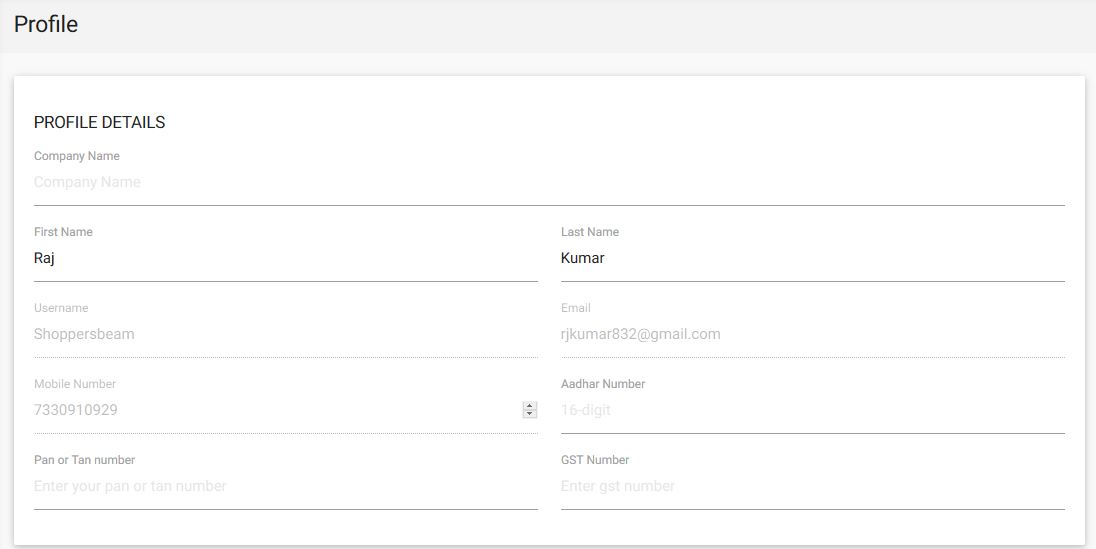 Profile
PROFILE DETAILS
Company Name
Company Name
First Name Last Name
Raj Kumar
Username Email
Shoppersbeam rjkumar832@gmail.com
Mobile Number Aadhar Number
7330910929 16-digit
Pan or Tan number GST Number
Enter your pan or tan number Enter gst number